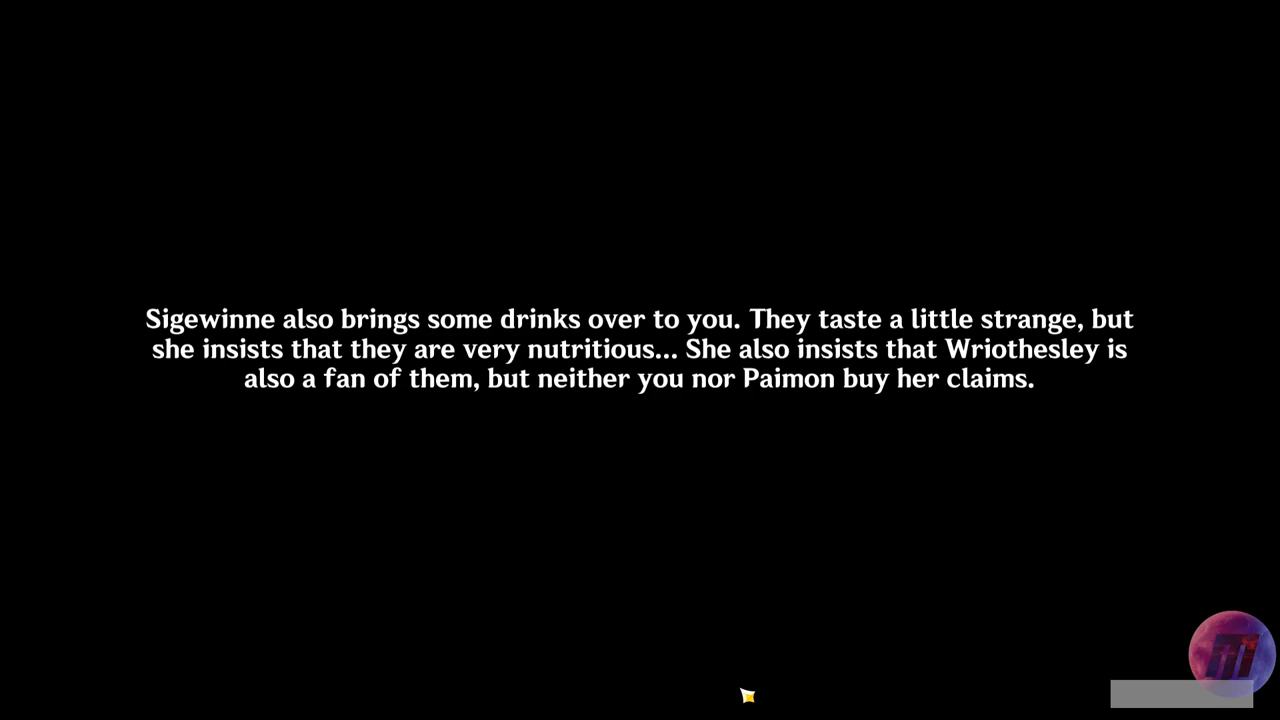 Sigewinne also brings some drinks over to you. They taste a little strange, but
she insists that they are very nutritious... She also insists that Wriothesley is
also a fan of them, but neither you nor Paimon buy her claims.